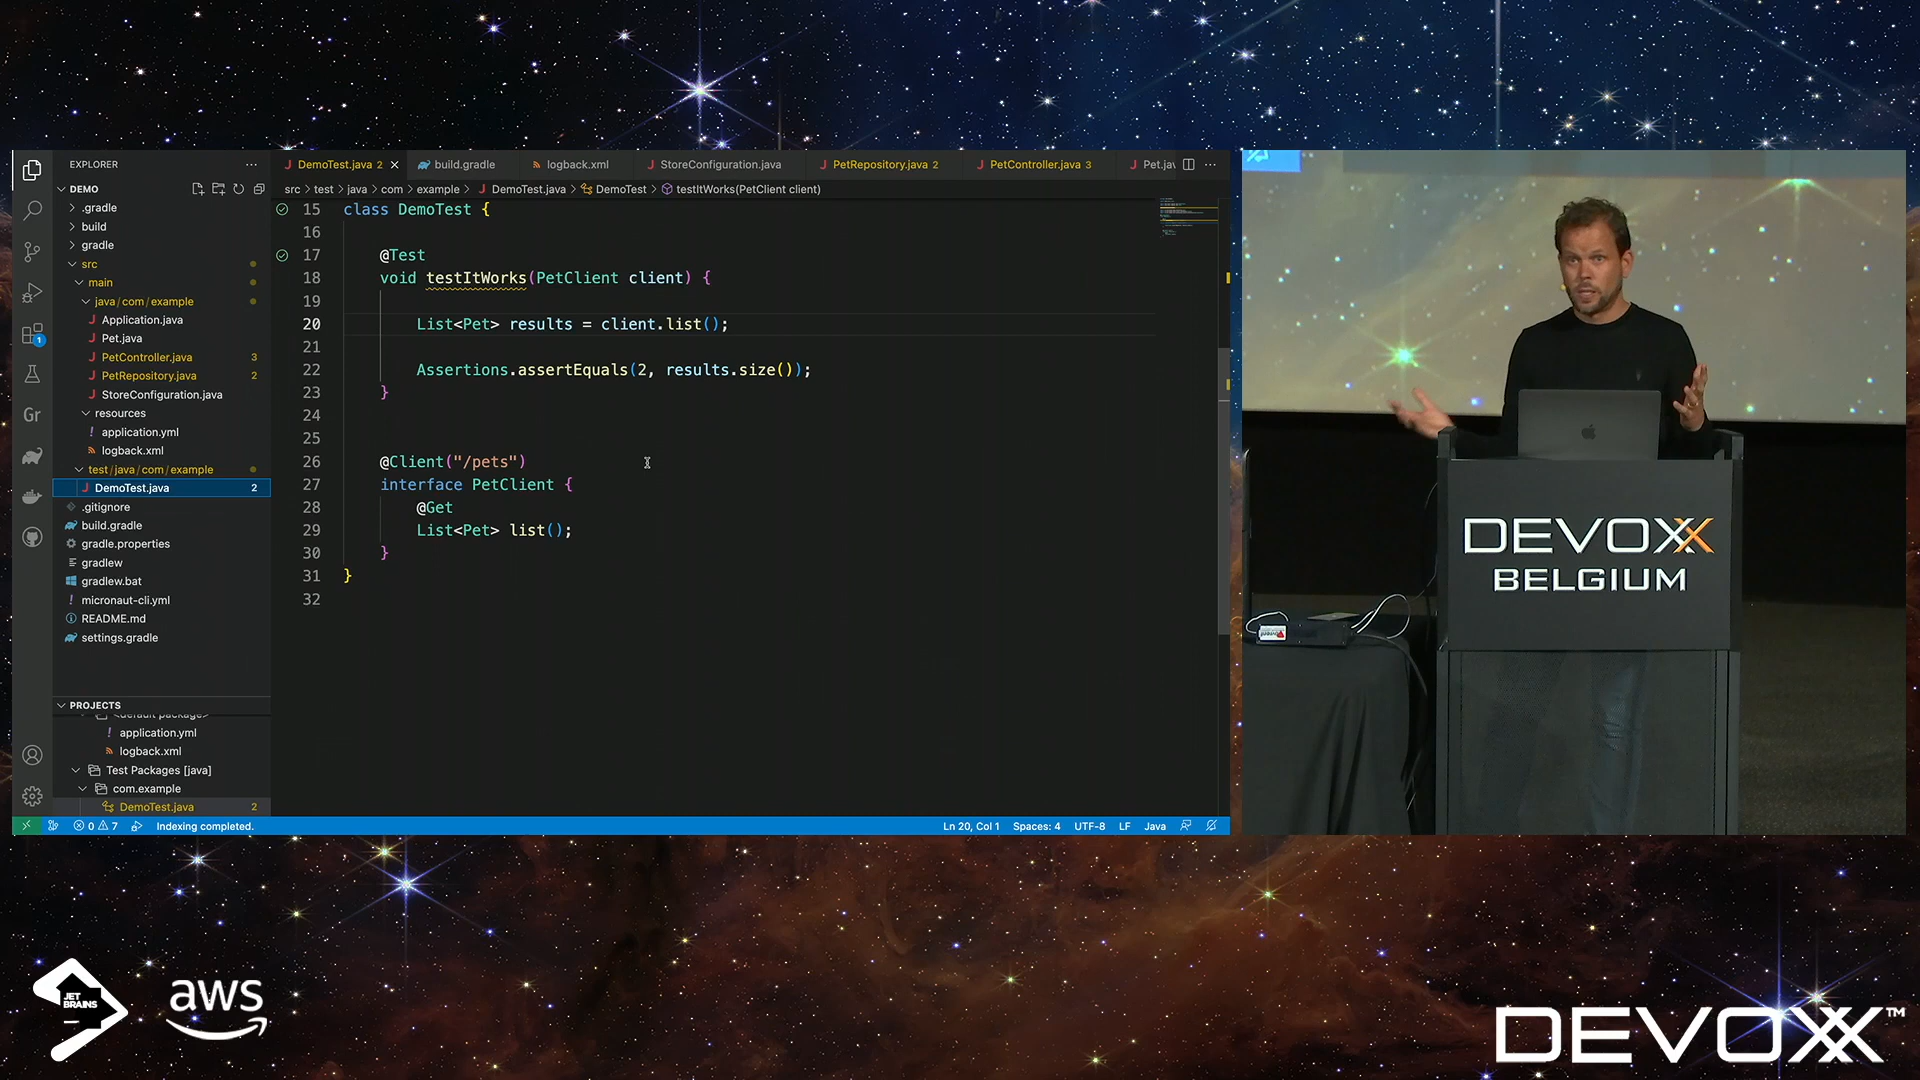 EXPLORER
DEMO
.gradle
build
gradle
src
main
java/com/example
Application.java
Pet.java
PetController.java 3
PetRepository.java 2
StoreConfiguration.java
resources
application.yml
logback.xml
test/java/com/example
DemoTest.java 2
.gitignore
build.gradle
gradle.properties
gradlew
gradlew.bat
micronaut-cli.yml
README.md
settings.gradle
PROJECTS
<default package>
application.yml
logback.xml
Test Packages [java]
com.example
DemoTest.java 2
Gr
1
DemoTest.java 2
build.gradle
logback.xml
StoreConfiguration.java
PetRepository.java 2
PetController.java 3
Pet.jav
src > test > java > com > example > DemoTest.java > DemoTest > testItWorks(PetClient client)
15 class DemoTest {
16
17 @Test
18 void testItWorks(PetClient client) {
19
20 List<Pet> results = client.list();
21
22 Assertions.assertEquals(2, results.size());
23 }
24
25
26 @Client("/pets")
27 interface PetClient {
28 @Get
29 List<Pet> list();
30 }
31 }
32
0 7 Indexing completed.
Ln 20, Col 1 Spaces: 4 UTF-8 LF Java
DEVOXX
BELGIUM
JET
BRAINS
aws
DEVOXX™